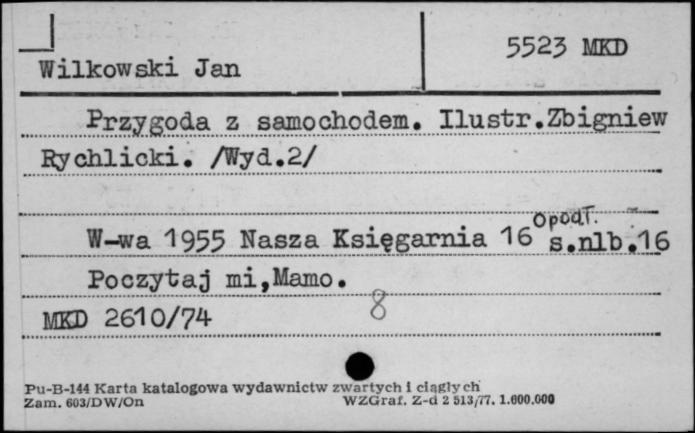 5523 MKD
Wilkowski Jan
Przygoda z samochodem. Ilustr.Zbigniew
Rychlicki. /Wyd.2/
opodt.
W-wa 1955 Nasza Księgarnia 16° s.nlb.16
Poczytaj mi,Mamo.
MKD 2610/74
8
Pu-B-144 Karta katalogowa wydawnictw zwartych i ciągłych
Zam. 603/DW/On WZGraf. Z-d 2 513/77. 1.600.000